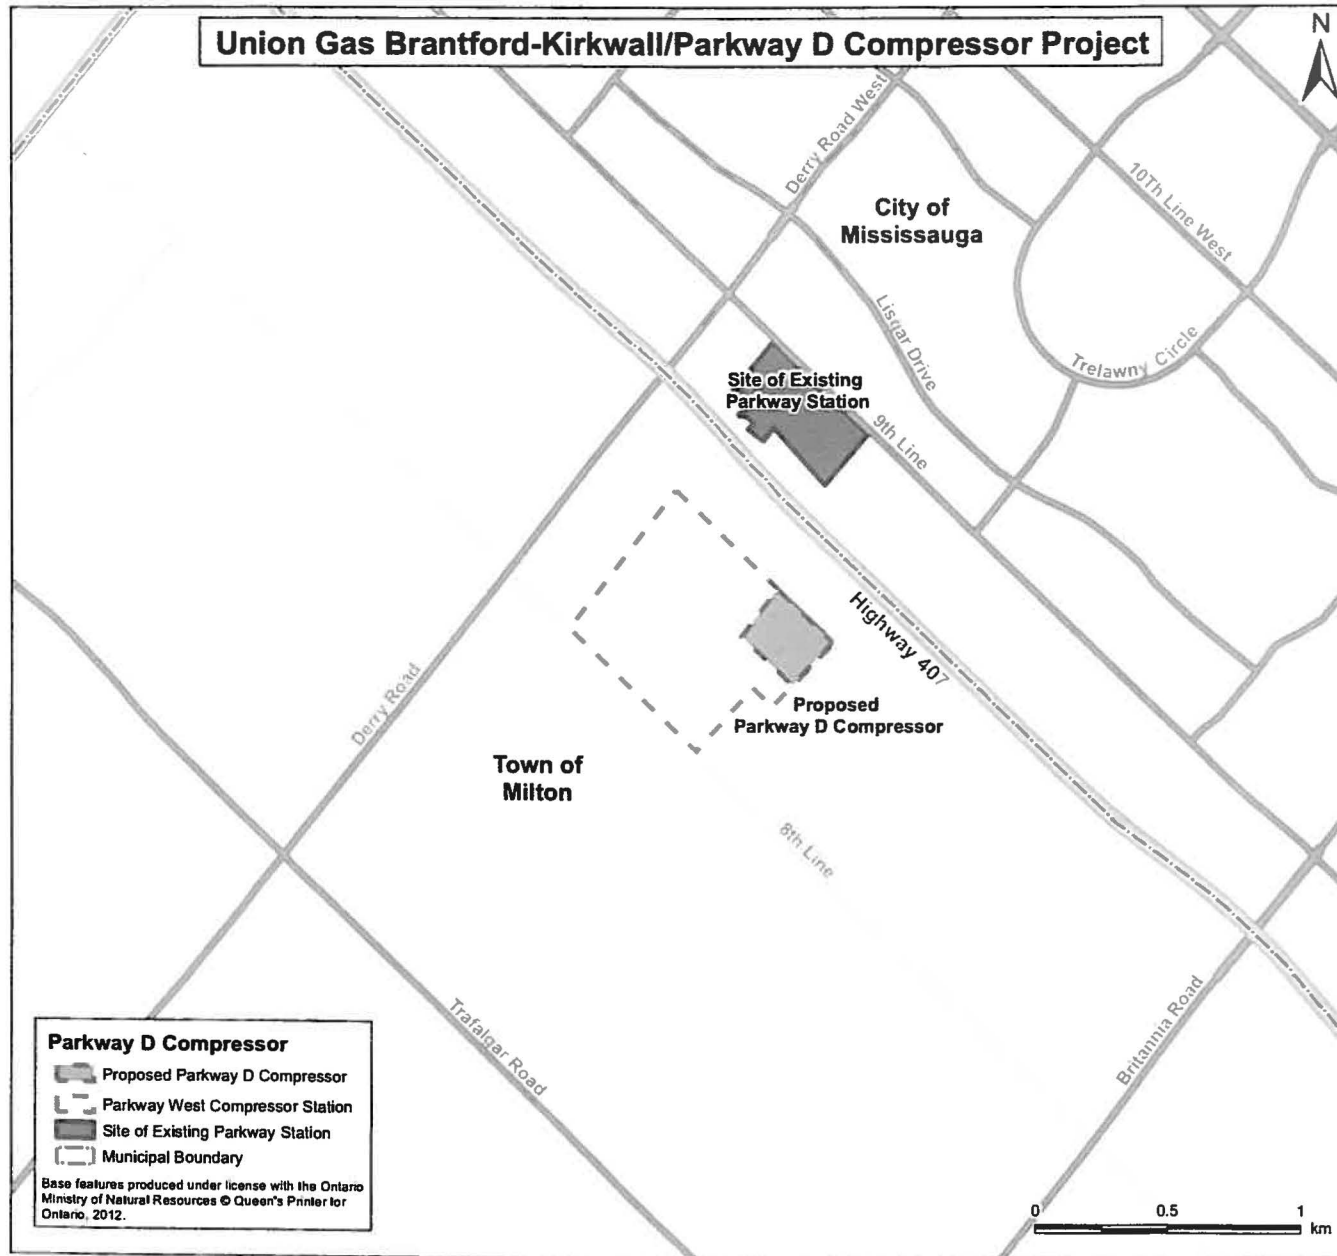 Union Gas Brantford-Kirkwall/Parkway D Compressor Project
N
Derry Road West
City of
Mississauga
10Th Line West
Lisgar Drive
Trelawny Circle
Site of Existing
Parkway Station
9th Line
Highway 407
Proposed
Parkway D Compressor
Derry Road
Town of
Milton
8th Line
Trafalgar Road
Britannia Road
Parkway D Compressor
Proposed Parkway D Compressor
Parkway West Compressor Station
Site of Existing Parkway Station
Municipal Boundary
Base features produced under license with the Ontario
Ministry of Natural Resources © Queen's Printer for
Ontario, 2012.
0 0.5 1
km